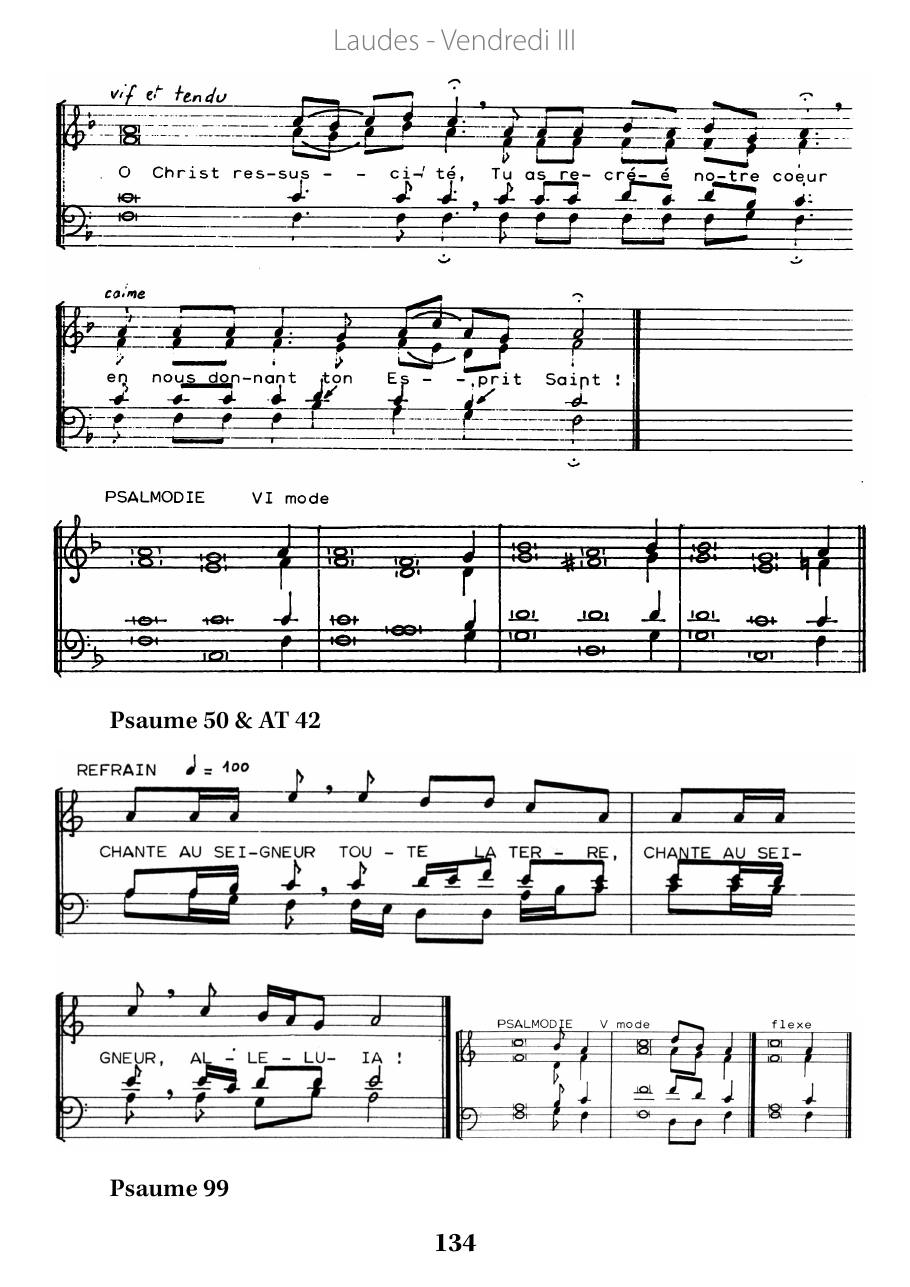 Laudes - Vendredi III
vif et tendu
O Christ res-sus - - ci-té, Tu as re-cré-é no-tre coeur
calme
en nous don-nant ton Es - - prit Saint !
PSALMODIE VI mode
Psaume 50 & AT 42
REFRAIN ♩ = 100
CHANTE AU SEI-GNEUR TOU - TE LA TER - RE, CHANTE AU SEI-
GNEUR, AL - LE - LU - IA !
PSALMODIE V mode flexe
Psaume 99
134